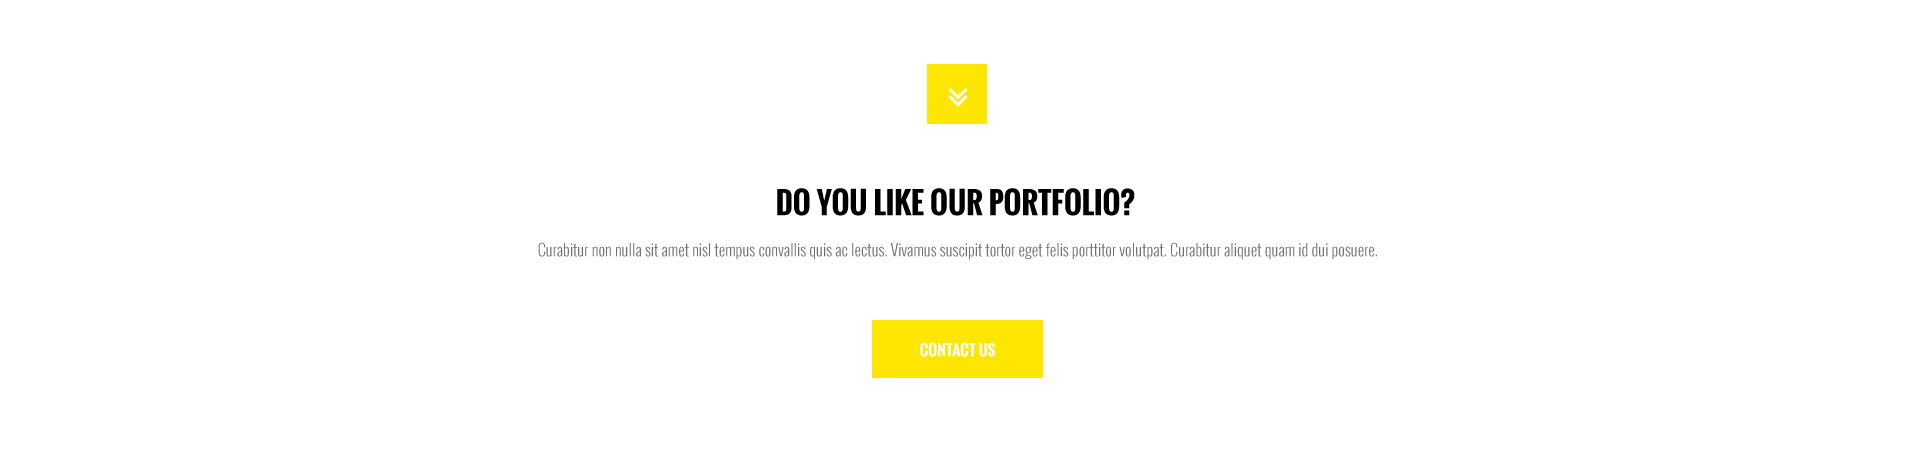 DO YOU LIKE OUR PORTFOLIO?
Curabitur non nulla sit amet nisl tempus convallis quis ac lectus. Vivamus suscipit tortor eget felis porttitor volutpat. Curabitur aliquet quam id dui posuere.
CONTACT US